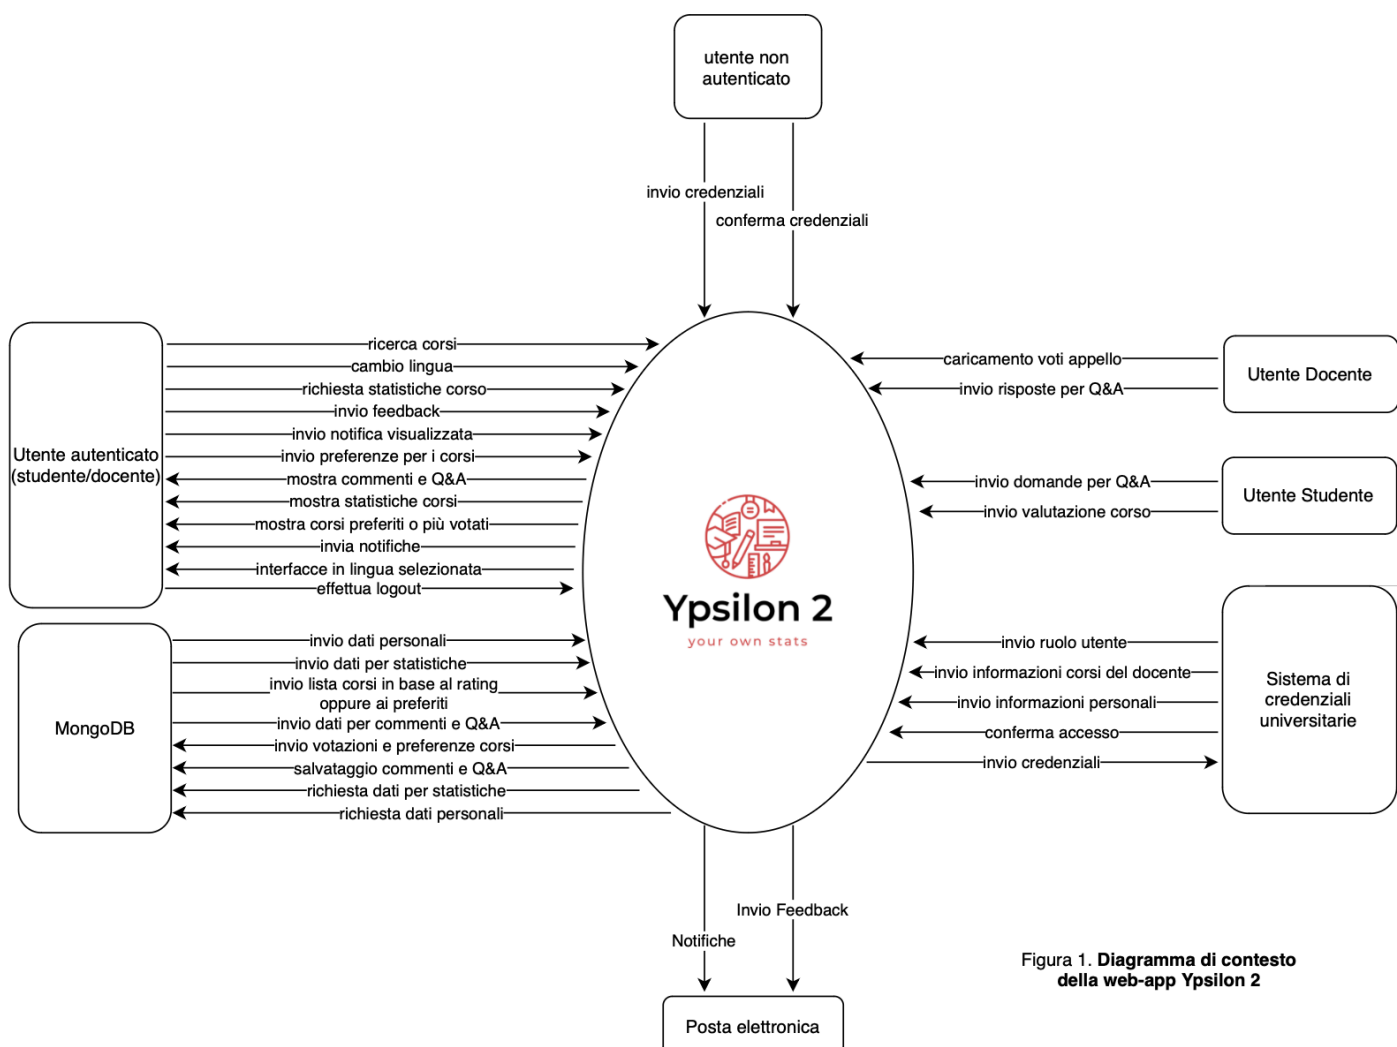 utente non
autenticato
invio credenziali
conferma credenziali
Utente autenticato
(studente/docente)
ricerca corsi
cambio lingua
richiesta statistiche corso
invio feedback
invio notifica visualizzata
invio preferenze per i corsi
mostra commenti e Q&A
mostra statistiche corsi
mostra corsi preferiti o più votati
invia notifiche
interfacce in lingua selezionata
effettua logout
MongoDB
invio dati personali
invio dati per statistiche
invio lista corsi in base al rating
oppure ai preferiti
invio dati per commenti e Q&A
invio votazioni e preferenze corsi
salvataggio commenti e Q&A
richiesta dati per statistiche
richiesta dati personali
Ypsilon 2
your own stats
caricamento voti appello
invio risposte per Q&A
Utente Docente
invio domande per Q&A
invio valutazione corso
Utente Studente
invio ruolo utente
invio informazioni corsi del docente
invio informazioni personali
conferma accesso
invio credenziali
Sistema di
credenziali
universitarie
Invio Feedback
Notifiche
Posta elettronica
Figura 1. Diagramma di contesto
della web-app Ypsilon 2